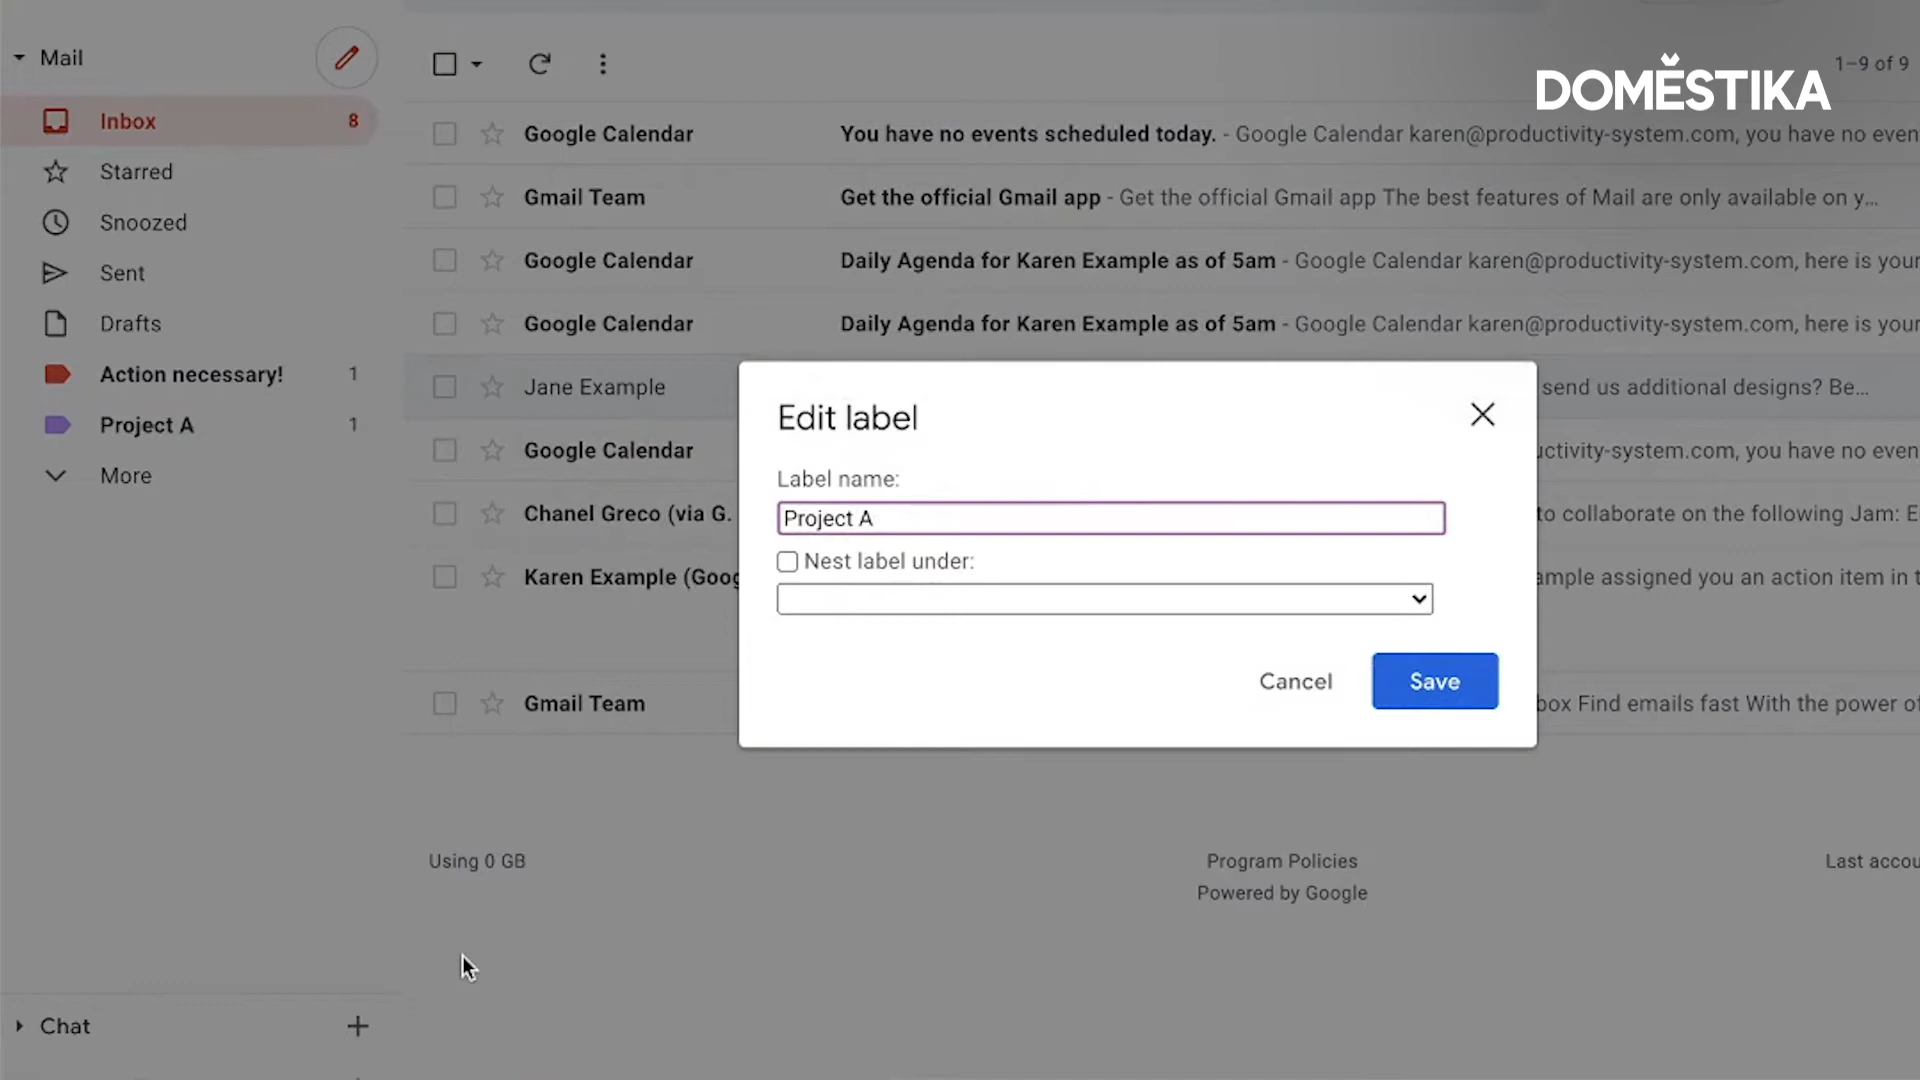 Mail
DOMĚSTIKA
1–9 of 9
Inbox 8
Starred
Snoozed
Sent
Drafts
Action necessary! 1
Project A 1
More
Google Calendar You have no events scheduled today. - Google Calendar karen@productivity-system.com, you have no even
Gmail Team Get the official Gmail app - Get the official Gmail app The best features of Mail are only available on y...
Google Calendar Daily Agenda for Karen Example as of 5am - Google Calendar karen@productivity-system.com, here is your
Google Calendar Daily Agenda for Karen Example as of 5am - Google Calendar karen@productivity-system.com, here is your
Jane Example send us additional designs? Be...
Google Calendar uctivity-system.com, you have no even
Chanel Greco (via G. to collaborate on the following Jam: E
Karen Example (Goog ample assigned you an action item in t
Gmail Team box Find emails fast With the power of
Edit label
Label name:
Project A
Nest label under:
Cancel Save
Using 0 GB
Program Policies
Powered by Google
Last accou
Chat